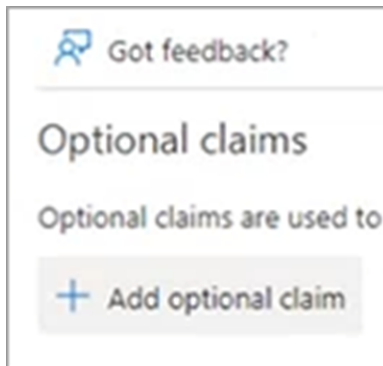 Got feedback?
Optional claims
Optional claims are used to
Add optional claim